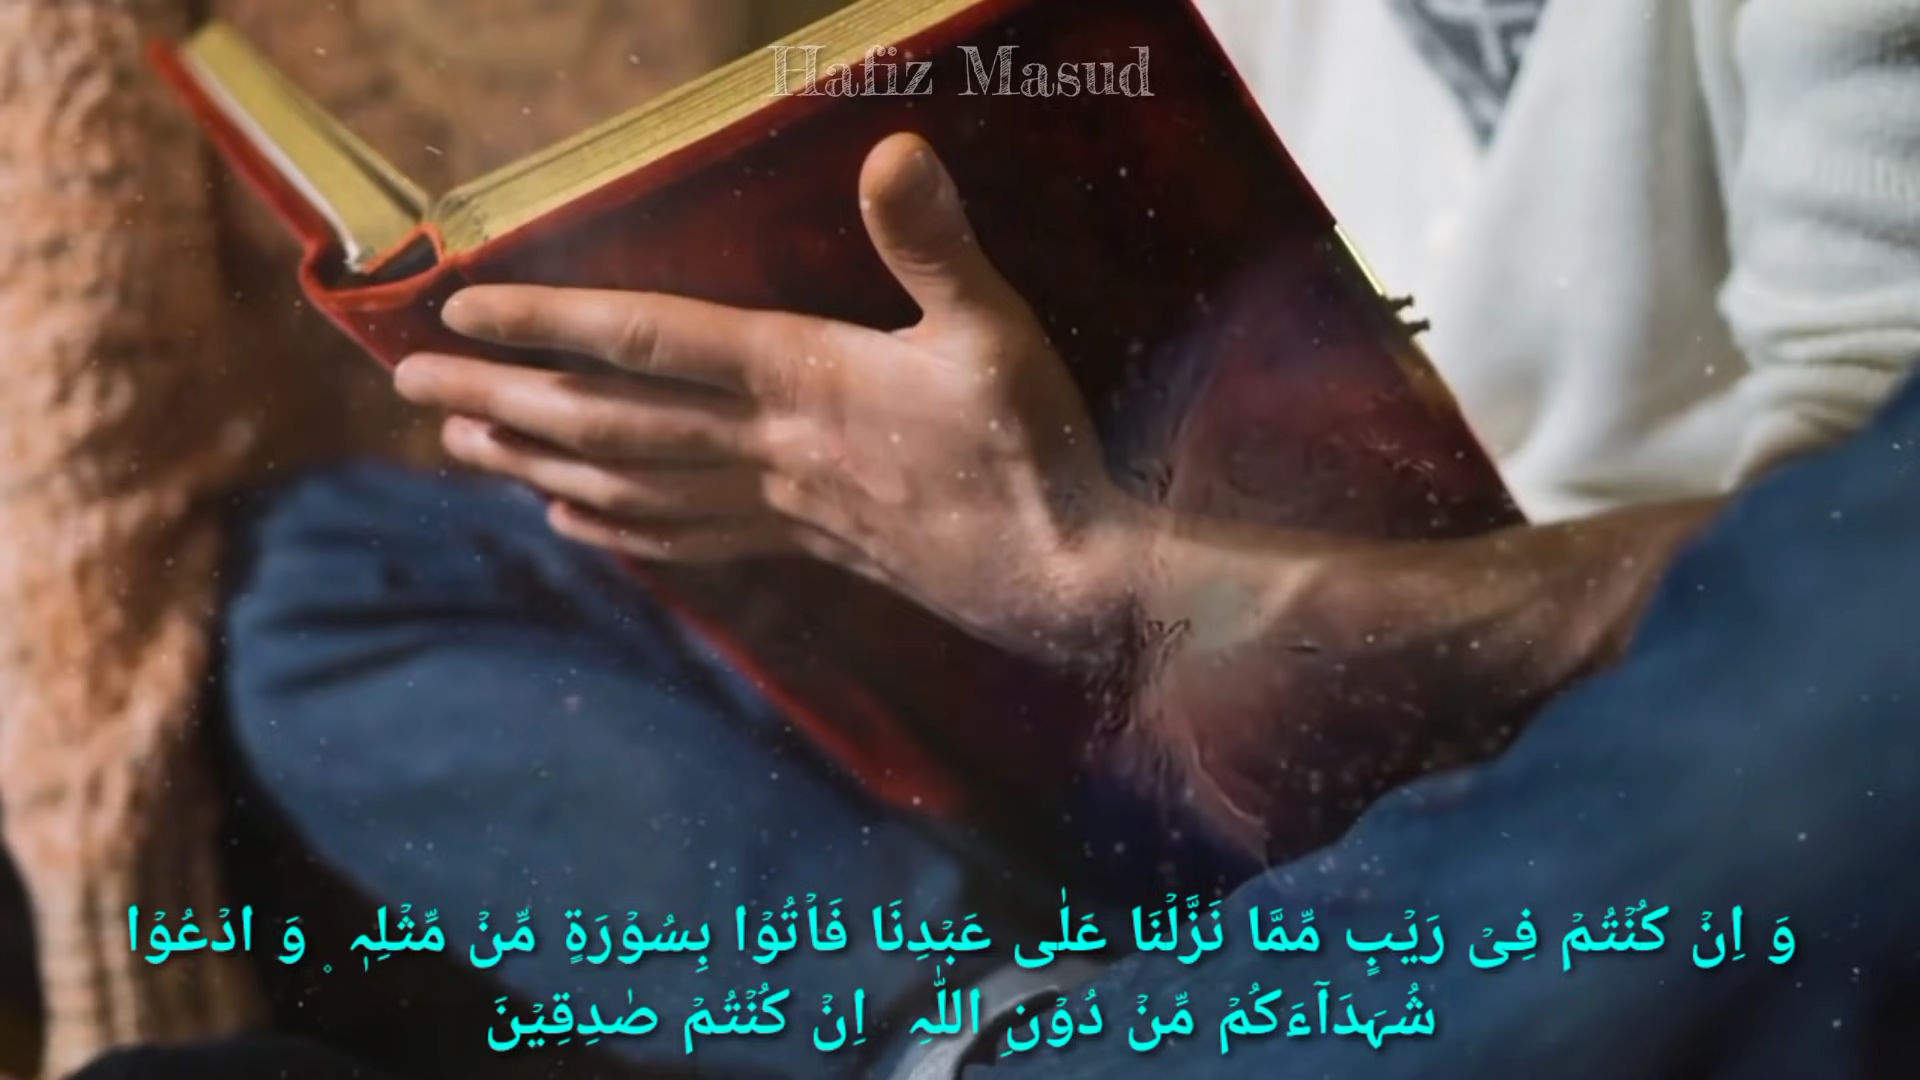 Hafiz Masud
وَ اِنۡ کُنۡتُمۡ فِیۡ رَیۡبٍ مِّمَّا نَزَّلۡنَا عَلٰی عَبۡدِنَا فَاۡتُوۡا بِسُوۡرَۃٍ مِّنۡ مِّثۡلِہٖ ۪ وَ ادۡعُوۡا
شُہَدَآءَکُمۡ مِّنۡ دُوۡنِ اللّٰہِ اِنۡ کُنۡتُمۡ صٰدِقِیۡنَ